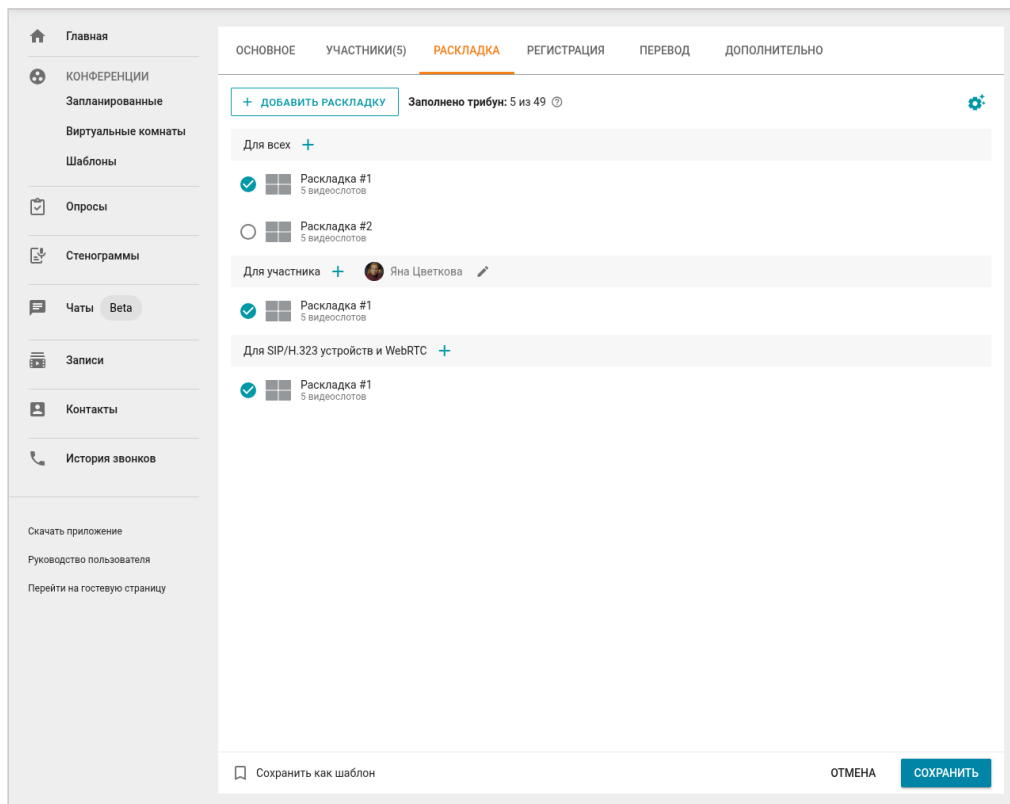 Главная
КОНФЕРЕНЦИИ
Запланированные
Виртуальные комнаты
Шаблоны
Опросы
Стенограммы
Чаты Beta
Записи
Контакты
История звонков
Скачать приложение
Руководство пользователя
Перейти на гостевую страницу
ОСНОВНОЕ УЧАСТНИКИ(5) РАСКЛАДКА РЕГИСТРАЦИЯ ПЕРЕВОД ДОПОЛНИТЕЛЬНО
+ ДОБАВИТЬ РАСКЛАДКУ Заполнено трибун: 5 из 49 ?
Для всех +
Раскладка #1
5 видеослотов
Раскладка #2
5 видеослотов
Для участника + Яна Цветкова
Раскладка #1
5 видеослотов
Для SIP/H.323 устройств и WebRTC +
Раскладка #1
5 видеослотов
Сохранить как шаблон ОТМЕНА СОХРАНИТЬ